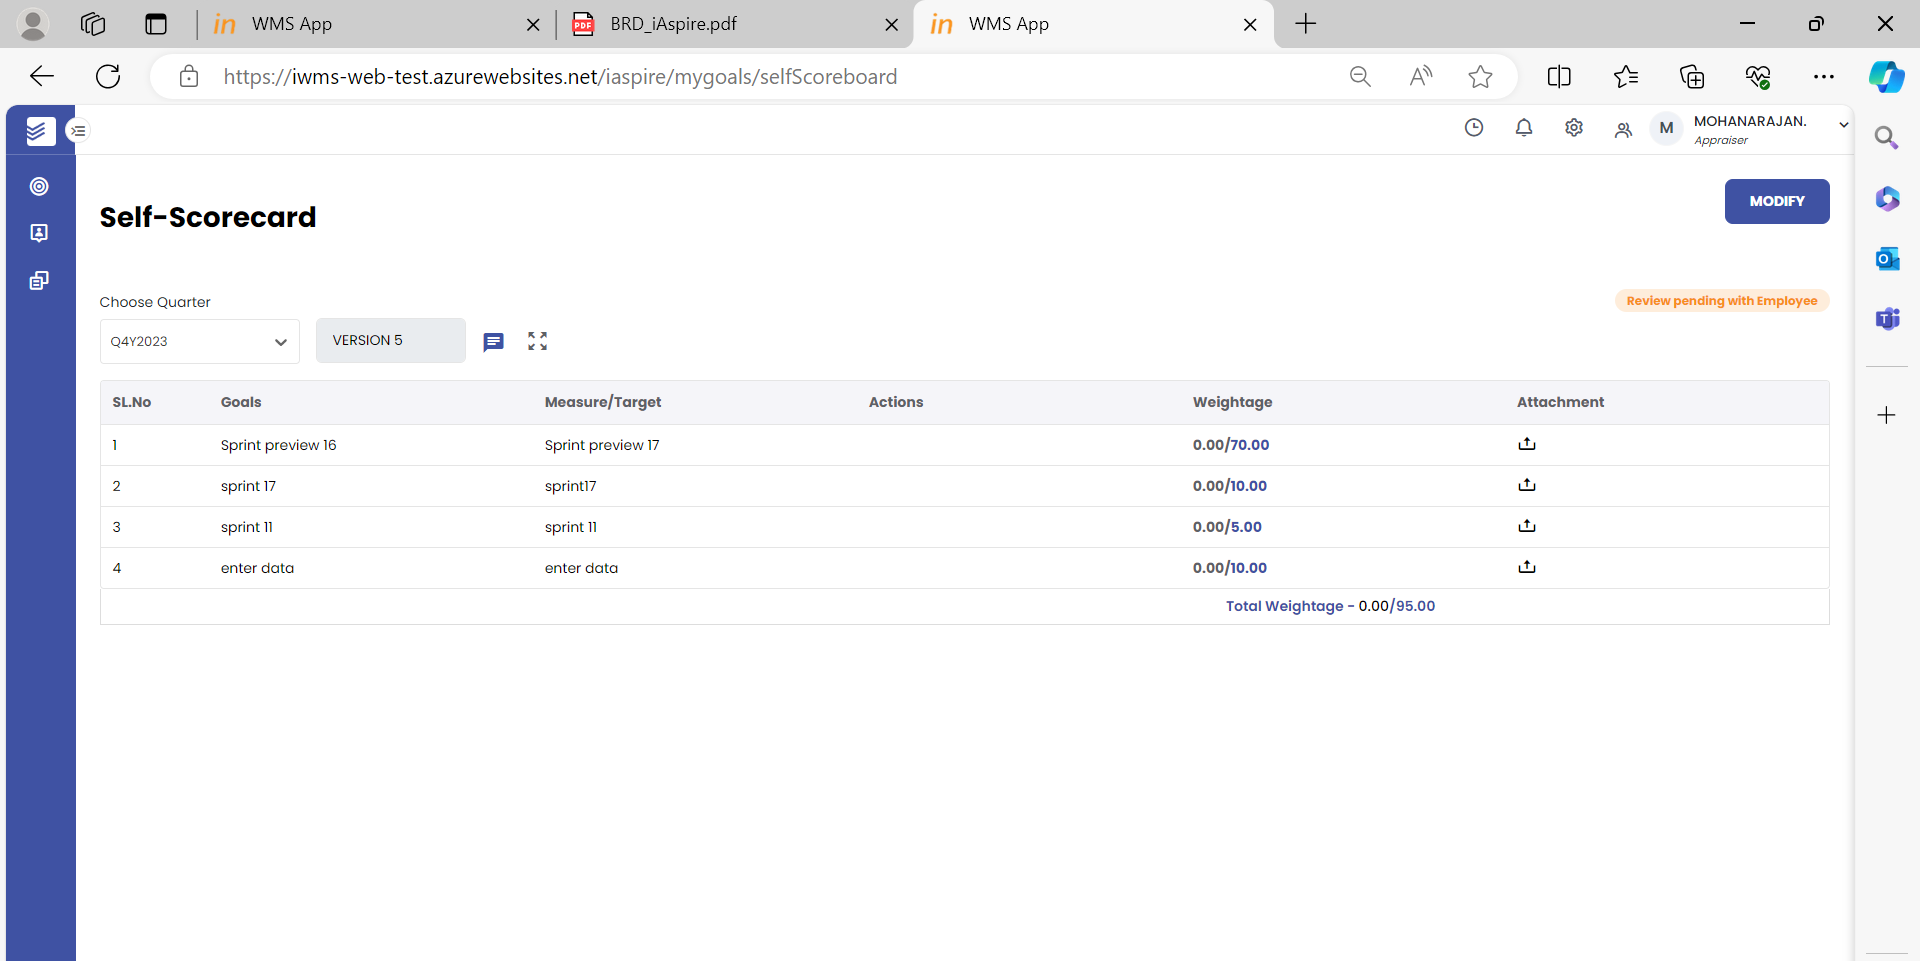 in WMS App
PDF BRD_iAspire.pdf
in WMS App
https://iwms-web-test.azurewebsites.net/iaspire/mygoals/selfScoreboard
M MOHANARAJAN.
Appraiser
Self-Scorecard
MODIFY
Choose Quarter
Review pending with Employee
Q4Y2023
VERSION 5
SL.No Goals Measure/Target Actions Weightage Attachment
1 Sprint preview 16 Sprint preview 17 0.00/70.00
2 sprint 17 sprint17 0.00/10.00
3 sprint 11 sprint 11 0.00/5.00
4 enter data enter data 0.00/10.00
Total Weightage - 0.00/95.00